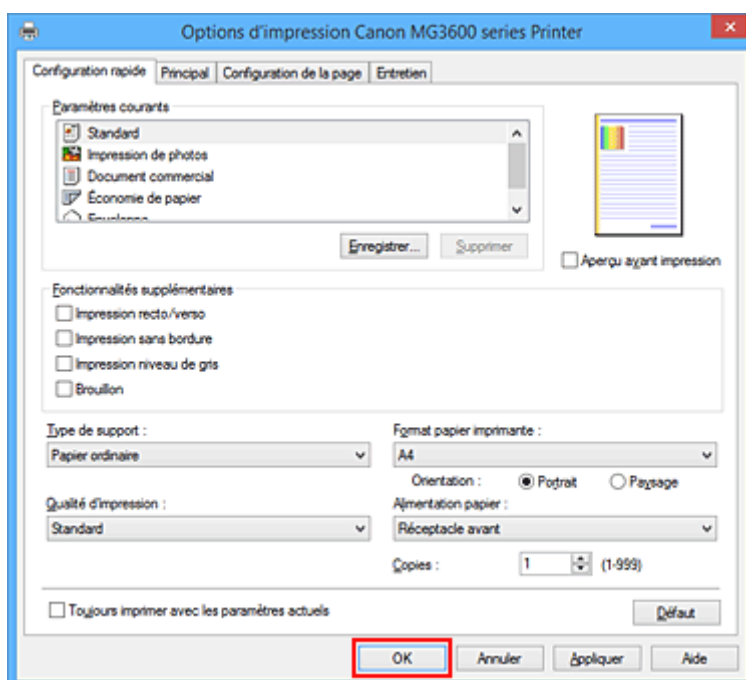 Options d'impression Canon MG3600 series Printer
Configuration rapide Principal Configuration de la page Entretien
Paramètres courants
Standard
Impression de photos
Document commercial
Économie de papier
Enregistrer... Supprimer
Aperçu avant impression
Fonctionnalités supplémentaires
Impression recto/verso
Impression sans bordure
Impression niveau de gris
Brouillon
Type de support : Format papier imprimante :
Papier ordinaire A4
Orientation : Portrait Paysage
Qualité d'impression : Alimentation papier :
Standard Réceptacle avant
Copies : 1 (1-999)
Toujours imprimer avec les paramètres actuels Défaut
OK Annuler Appliquer Aide